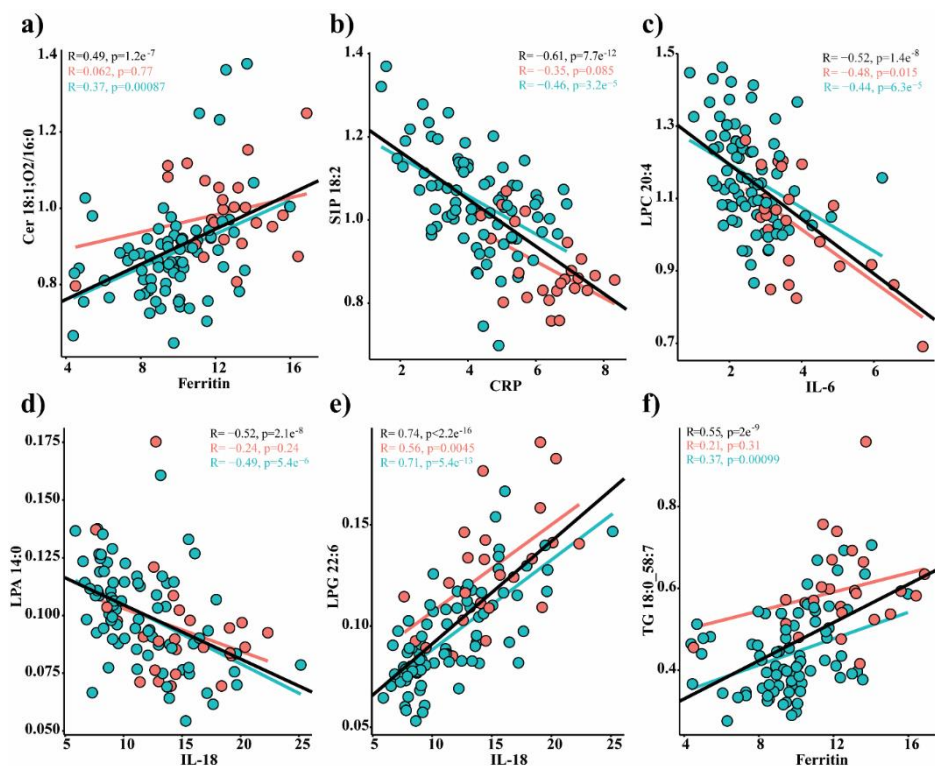 a)
R=0.49, p=1.2e-7
R=0.062, p=0.77
R=0.37, p=0.00087
1.4
1.2
1.0
0.8
Cer 18:1;O2/16:0
4
8
12
16
Ferritin
b)
R= −0.61, p=7.7e-12
R= −0.35, p=0.085
R= −0.46, p=3.2e-5
1.4
1.2
1.0
0.8
S1P 18:2
2
4
6
8
CRP
c)
R= −0.52, p=1.4e-8
R= −0.48, p=0.015
R= −0.44, p=6.3e-5
1.5
1.3
1.1
0.9
0.7
LPC 20:4
2
4
6
IL-6
d)
R= −0.52, p=2.1e-8
R= −0.24, p=0.24
R= −0.49, p=5.4e-6
0.175
0.150
0.125
0.100
0.075
0.050
LPA 14:0
5
10
15
20
25
IL-18
e)
R= 0.74, p<2.2e-16
R= 0.56, p=0.0045
R= 0.71, p=5.4e-13
0.20
0.15
0.10
0.05
LPG 22:6
5
10
15
20
25
IL-18
f)
R=0.55, p=2e-9
R=0.21, p=0.31
R=0.37, p=0.00099
0.8
0.6
0.4
TG 18:0_58:7
4
8
12
16
Ferritin